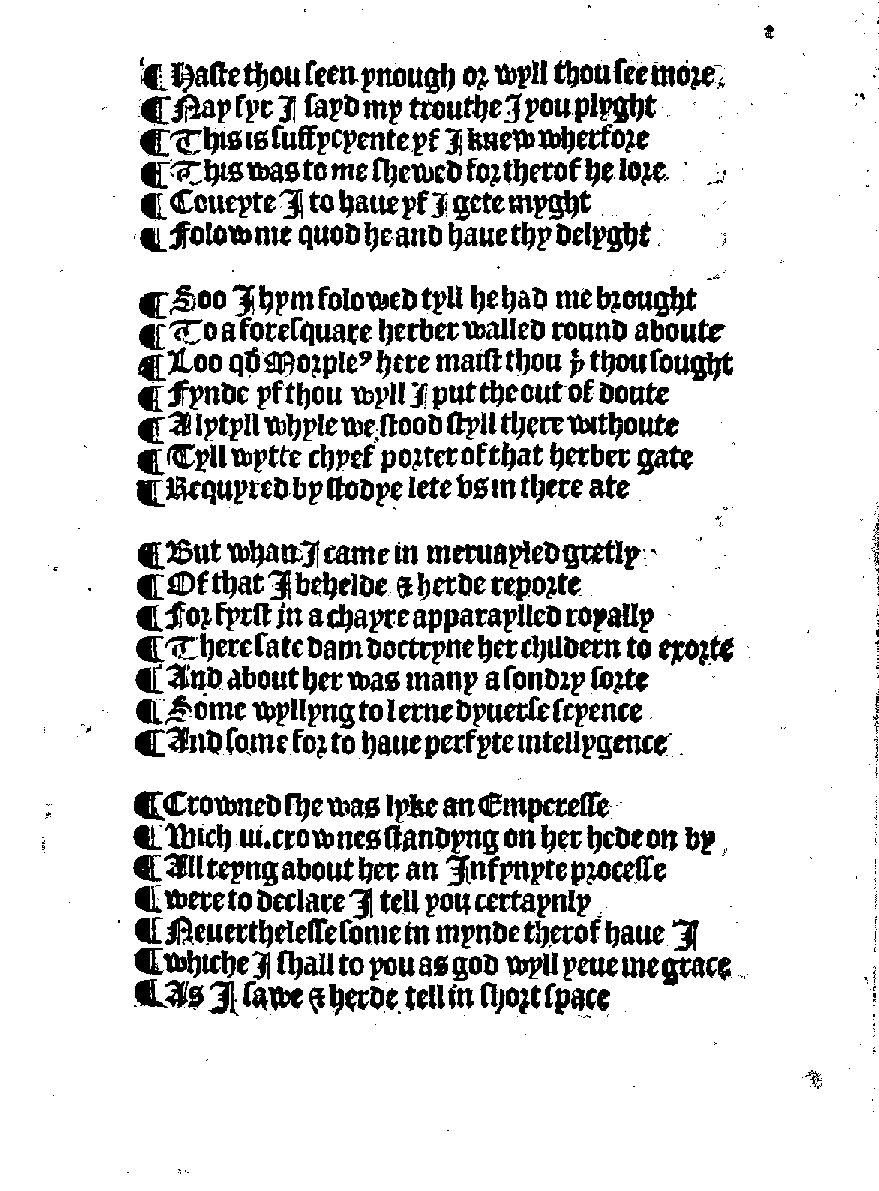 ¶ Haste thou seen ynough or wyll thou see more
¶ Nay syr I sayd my trouthe I you plyght
¶ This is suffycyente yf I knew wherfore
¶ This was to me shewed for therof he lore
¶ Coueyte I to haue yf I gete myght
¶ Folow me quod he and haue thy delyght
¶ Soo I hym folowed tyll he had me brought
¶ To a foresquare herber walled round aboute
¶ Loo qd Morpleꝰ here maist thou þͭ thou sought
¶ Fynde yf thou wyll I put the out of doute
¶ A lytyll whyle we stood styll there withoute
¶ Tyll wytte chyef porter of that herber gate
¶ Requyred by stodye lete vs in there ate
¶ But whan I came in meruayled gretly
¶ Of that I behelde & herde reporte
¶ For fyrst in a chayre apparaylled royally
¶ There sate dam doctryne her childern to exorte
¶ And about her was many a sondry sorte
¶ Some wyllyng to lerne dyuerse scyence
¶ And some for to haue perfyte intellygence
¶ Crowned she was lyke an Emperesse
¶ Wich iii. crownes standyng on her hede on hy
¶ All teyng about her an Infynyte processe
¶ were to declare I tell you certaynly
¶ Neuerthelesse some in mynde therof haue I
¶ whiche I shall to you as god wyll yeue me grace
¶ As I sawe & herde tell in short space